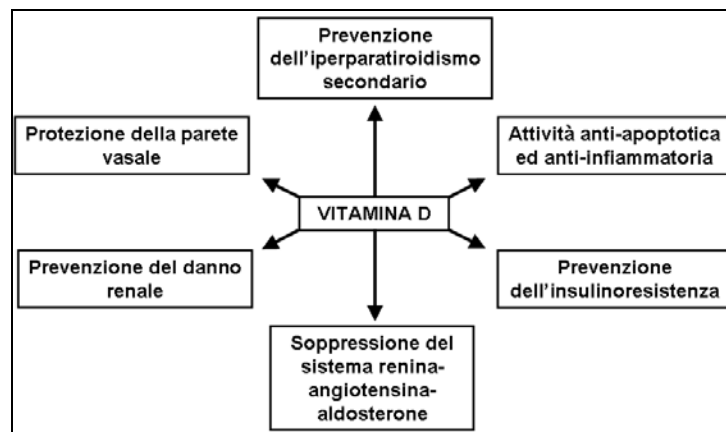 Prevenzione
dell'iperparatiroidismo
secondario
Protezione della parete
vasale
Attività anti-apoptotica
ed anti-infiammatoria
VITAMINA D
Prevenzione del danno
renale
Prevenzione
dell'insulinoresistenza
Soppressione del
sistema renina-
angiotensina-
aldosterone